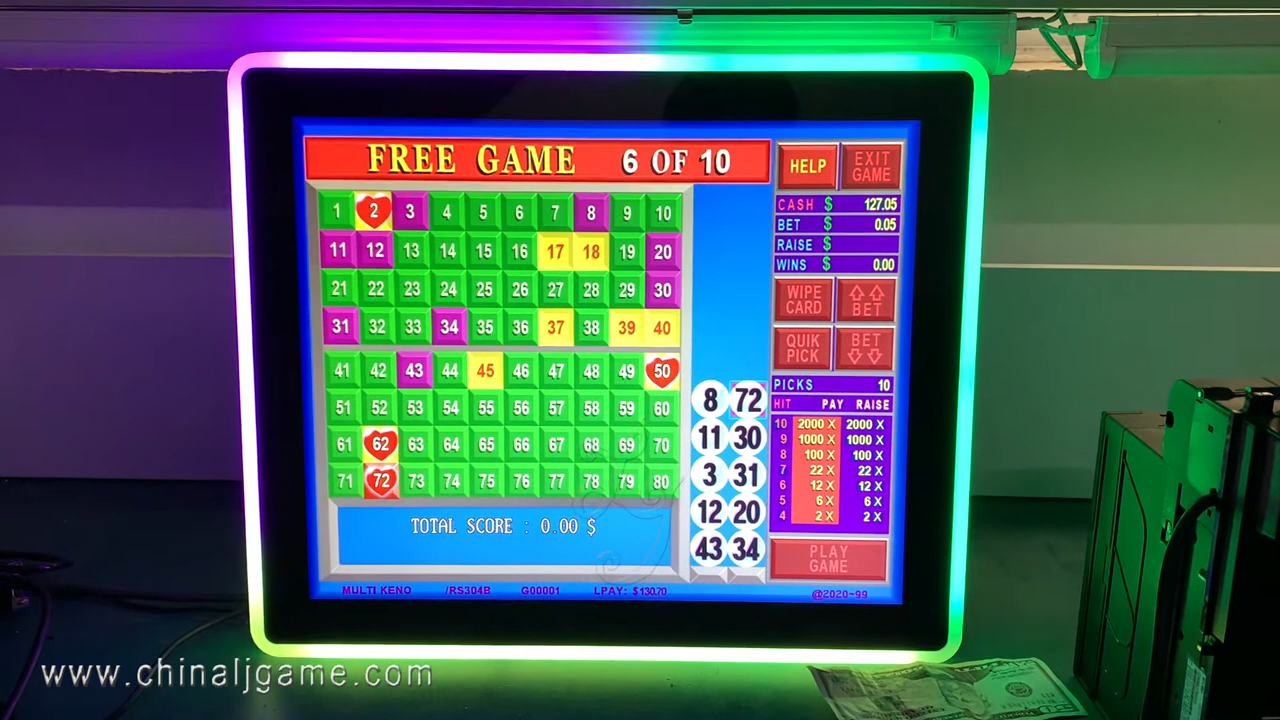 FREE GAME 6 OF 10
HELP
EXIT GAME
1 2 3 4 5 6 7 8 9 10
11 12 13 14 15 16 17 18 19 20
21 22 23 24 25 26 27 28 29 30
31 32 33 34 35 36 37 38 39 40
41 42 43 44 45 46 47 48 49 50
51 52 53 54 55 56 57 58 59 60
61 62 63 64 65 66 67 68 69 70
71 72 73 74 75 76 77 78 79 80
TOTAL SCORE : 0.00 $
8 72
11 30
3 31
12 20
43 34
CASH $ 127.05
BET $ 0.05
RAISE $
WINS $ 0.00
WIPE CARD
BET
QUIK PICK
BET
PICKS 10
HIT PAY RAISE
10 2000 X 2000 X
9 1000 X 1000 X
8 100 X 100 X
7 22 X 22 X
6 12 X 12 X
5 6 X 6 X
4 2 X 2 X
PLAY GAME
MULTI KENO /RS304B G00001 LPAY: $130.70 @2020-99
www.chinaljgame.com